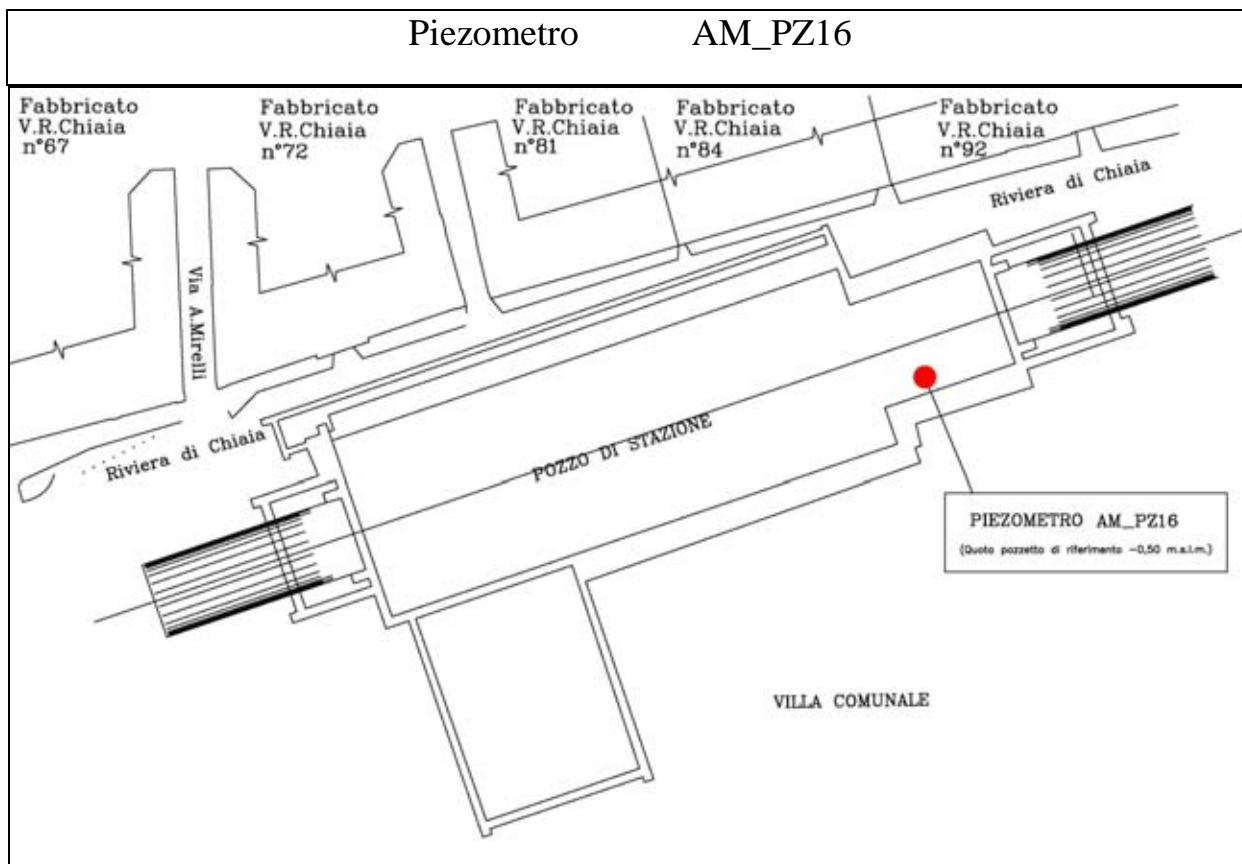 Piezometro AM_PZ16
Fabbricato
V.R.Chiaia
n°67
Fabbricato
V.R.Chiaia
n°72
Fabbricato
V.R.Chiaia
n°81
Fabbricato
V.R.Chiaia
n°84
Fabbricato
V.R.Chiaia
n°92
Riviera di Chiaia
Via A.Mirelli
Riviera di Chiaia
POZZO DI STAZIONE
PIEZOMETRO AM_PZ16
(Quota pozzetto di riferimento -0,50 m.s.l.m.)
VILLA COMUNALE